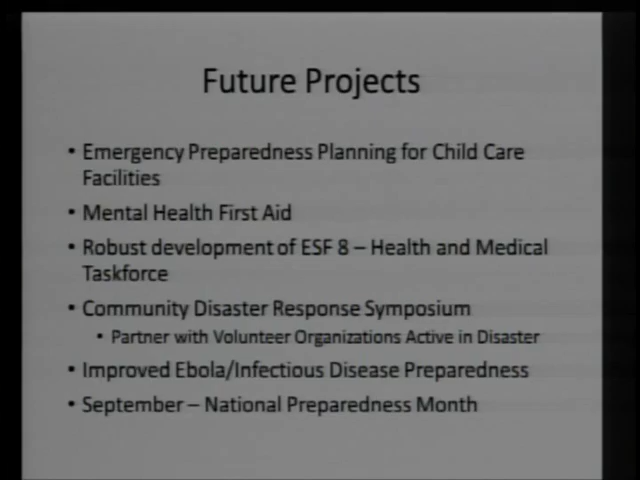 Future Projects
• Emergency Preparedness Planning for Child Care
Facilities
• Mental Health First Aid
• Robust development of ESF 8 – Health and Medical
Taskforce
• Community Disaster Response Symposium
• Partner with Volunteer Organizations Active in Disaster
• Improved Ebola/Infectious Disease Preparedness
• September – National Preparedness Month